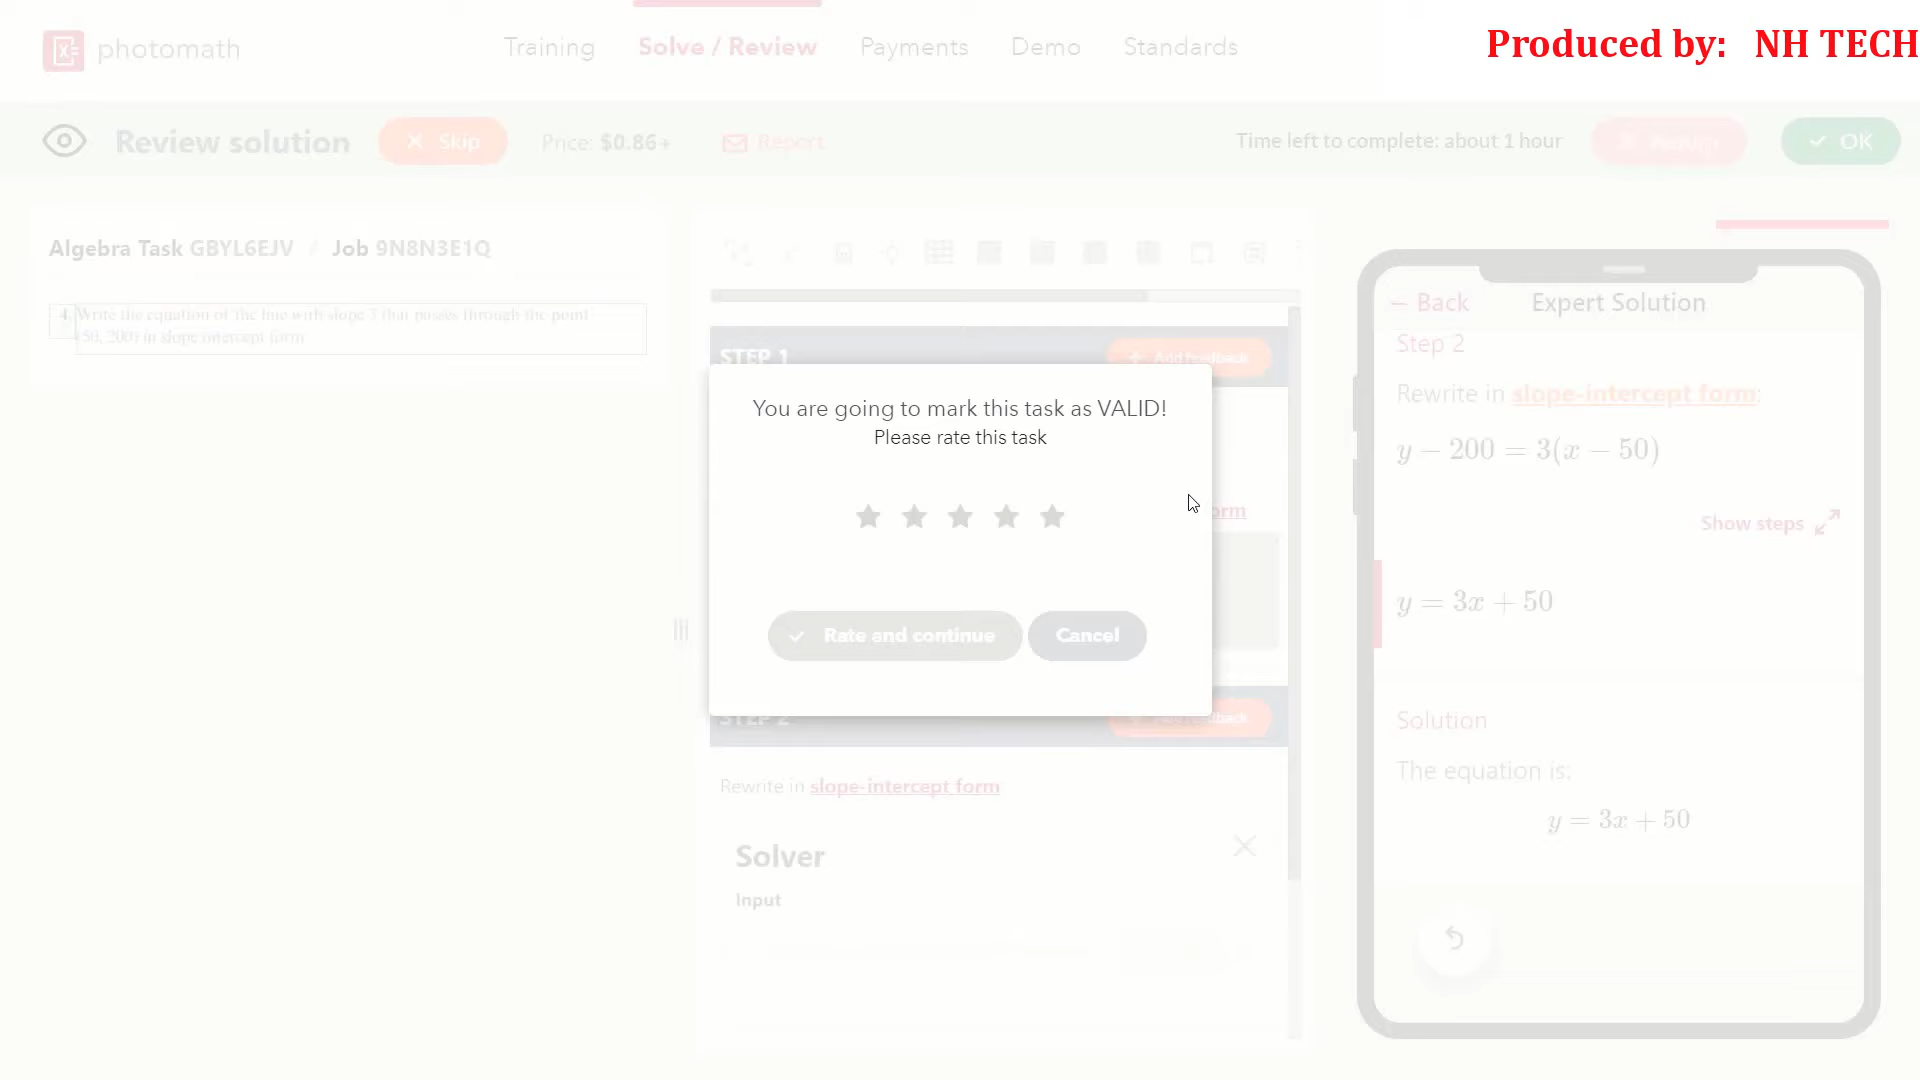 photomath
Training
Solve / Review
Payments
Demo
Standards
Produced by: NH TECH
Review solution
Skip
Price: $0.86+
Report
Time left to complete: about 1 hour
OK
Algebra Task GBYL6EJV / Job 9N8N3E1Q
4. Write the equation of the line with slope 3 that passes through the point
(50, 200) in slope intercept form
STEP 1
Add feedback
You are going to mark this task as VALID!
Please rate this task
Rate and continue
Cancel
STEP 2
Add feedback
Rewrite in slope-intercept form
Solver
Input
← Back
Expert Solution
Step 2
Rewrite in slope-intercept form:
y − 200 = 3(x − 50)
Show steps
y = 3x + 50
Solution
The equation is:
y = 3x + 50